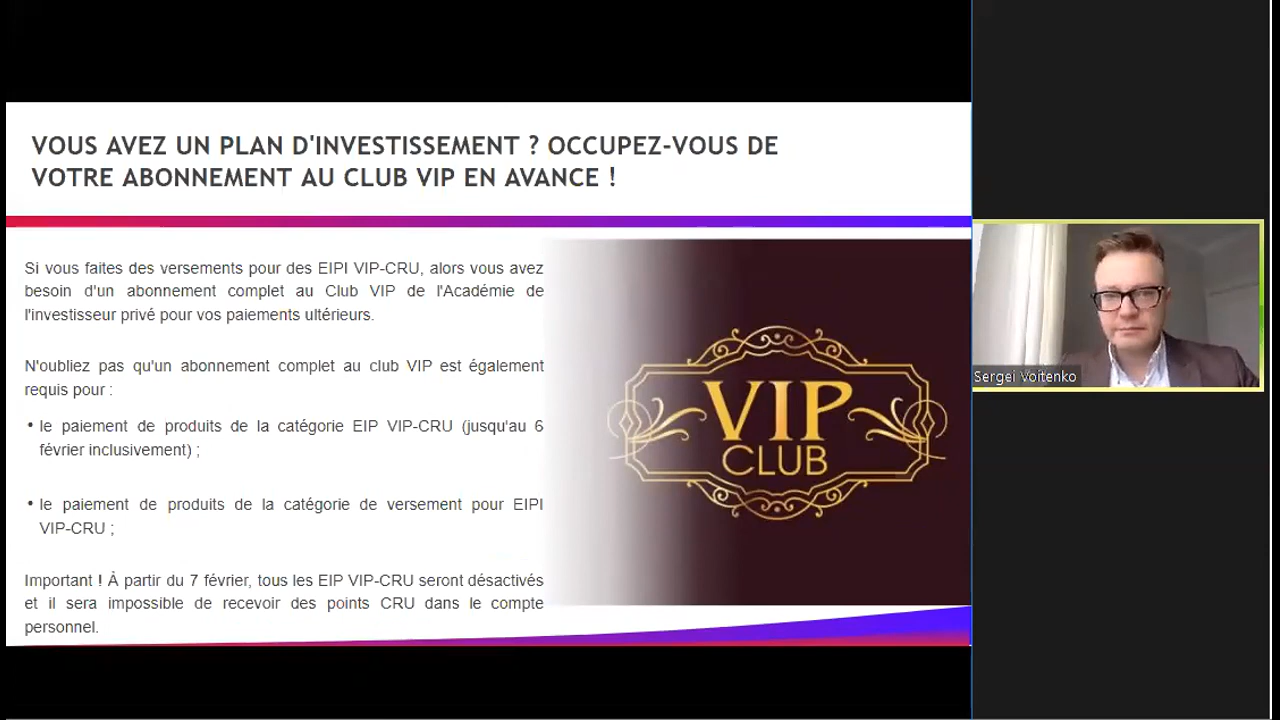 VOUS AVEZ UN PLAN D'INVESTISSEMENT ? OCCUPEZ-VOUS DE
VOTRE ABONNEMENT AU CLUB VIP EN AVANCE !
Si vous faites des versements pour des EIPI VIP-CRU, alors vous avez
besoin d'un abonnement complet au Club VIP de l'Académie de
l'investisseur privé pour vos paiements ultérieurs.
N'oubliez pas qu'un abonnement complet au club VIP est également
requis pour :
• le paiement de produits de la catégorie EIP VIP-CRU (jusqu'au 6
février inclusivement) ;
• le paiement de produits de la catégorie de versement pour EIPI
VIP-CRU ;
Important ! À partir du 7 février, tous les EIP VIP-CRU seront désactivés
et il sera impossible de recevoir des points CRU dans le compte
personnel.
VIP
CLUB
Sergei Voitenko